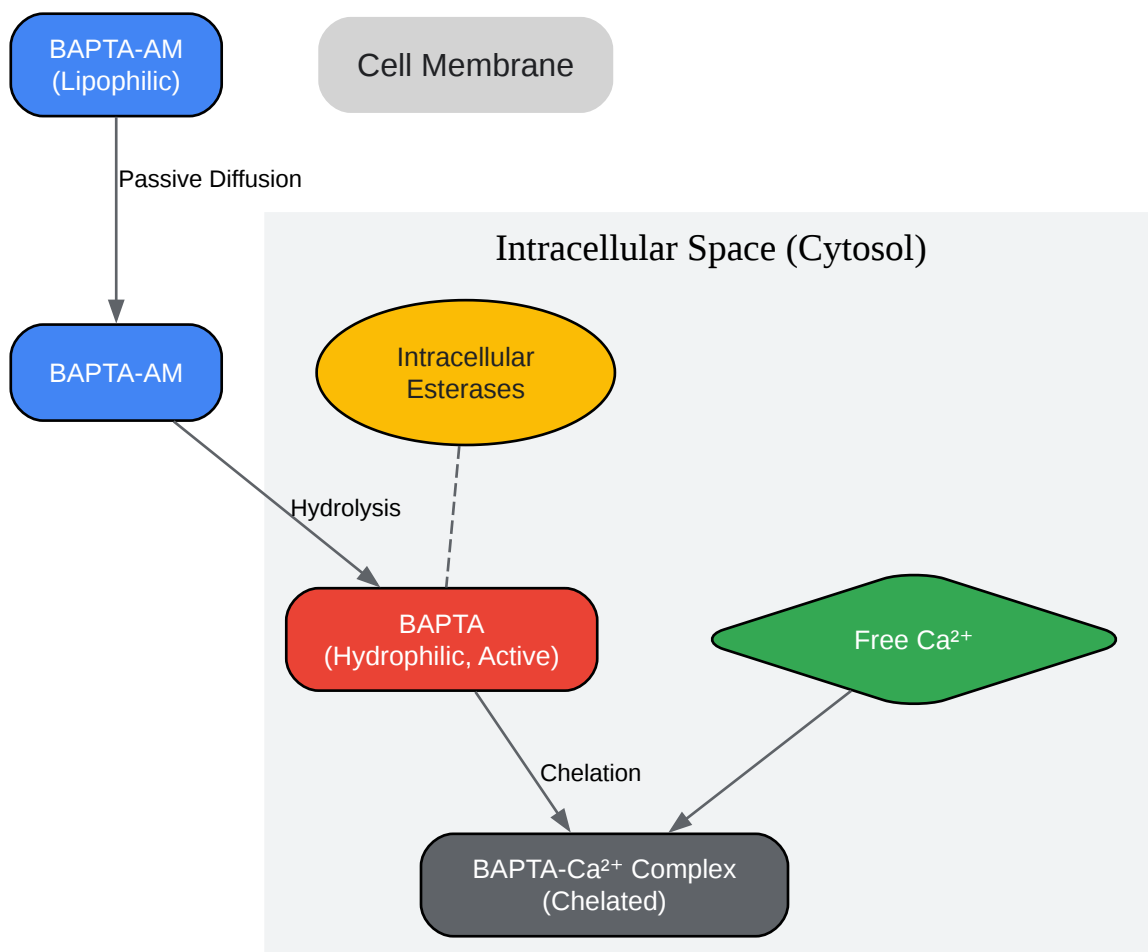 BAPTA-AM
(Lipophilic)
Cell Membrane
Passive Diffusion
Intracellular Space (Cytosol)
BAPTA-AM
Intracellular
Esterases
Hydrolysis
BAPTA
(Hydrophilic, Active)
Free Ca²⁺
Chelation
BAPTA-Ca²⁺ Complex
(Chelated)